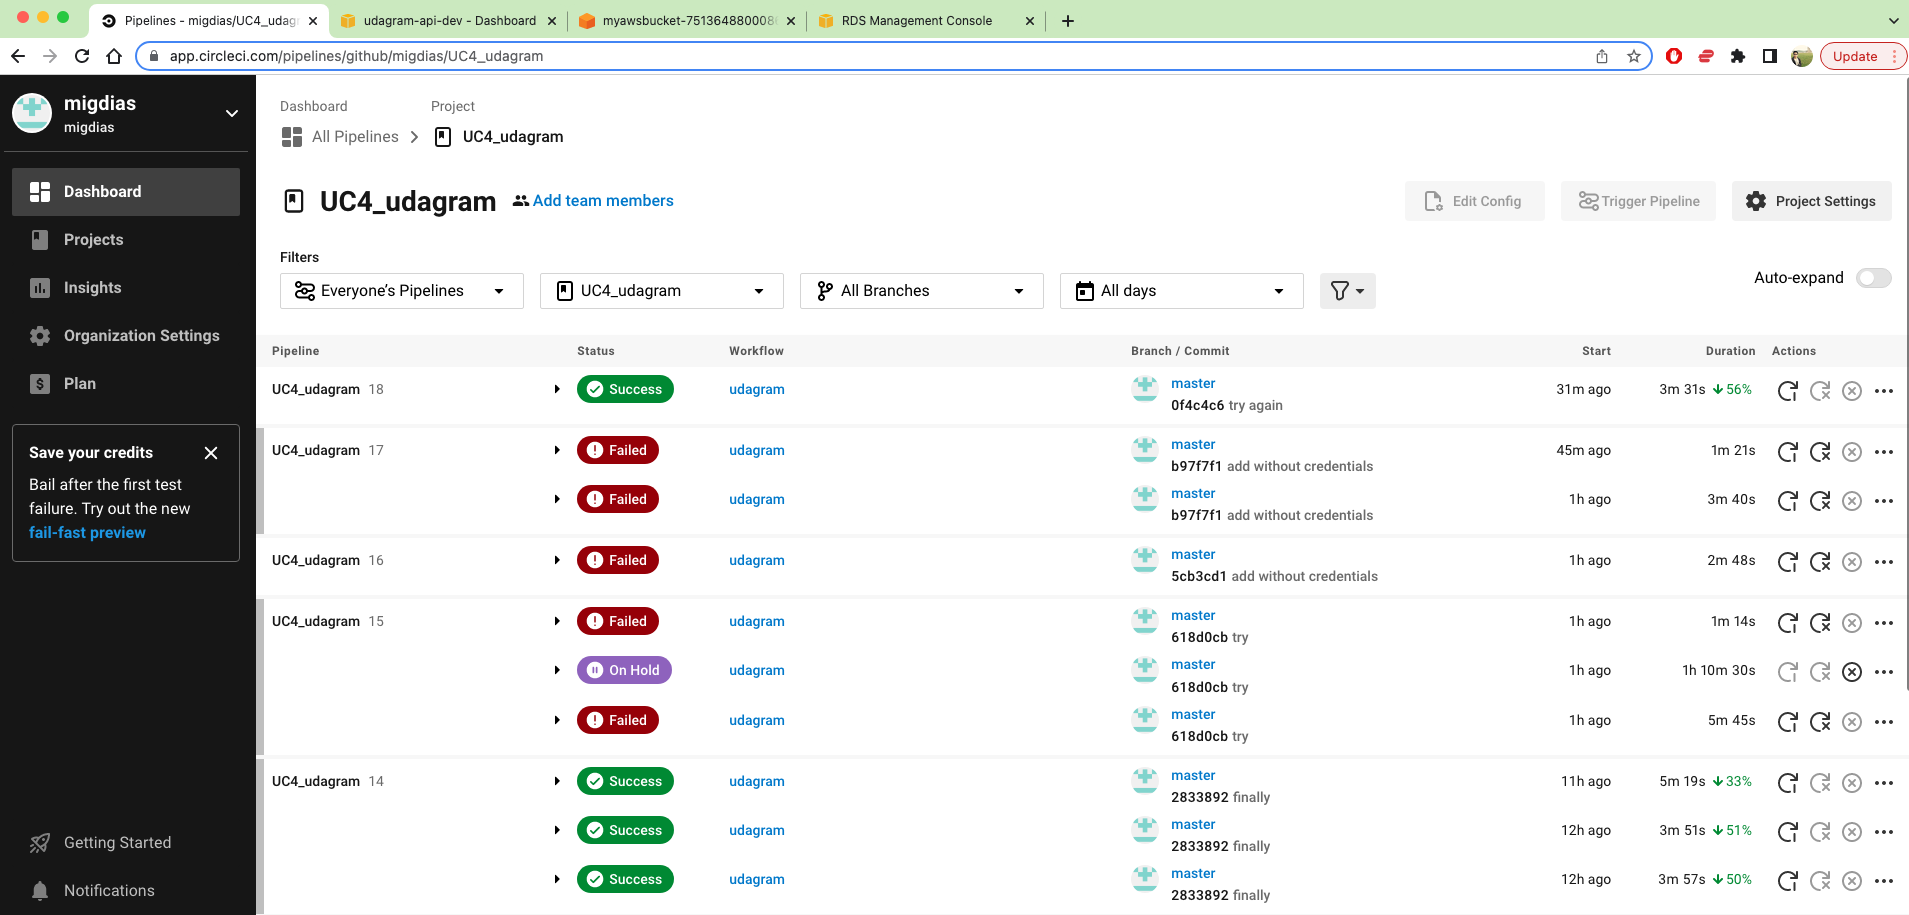 Pipelines - migdias/UC4_udag
udagram-api-dev - Dashboard
myawsbucket-751364880008
RDS Management Console
app.circleci.com/pipelines/github/migdias/UC4_udagram
Update
migdias
migdias
Dashboard
Projects
Insights
Organization Settings
Plan
Save your credits
Bail after the first test
failure. Try out the new
fail-fast preview
Getting Started
Notifications
Dashboard Project
All Pipelines UC4_udagram
UC4_udagram Add team members
Edit Config
Trigger Pipeline
Project Settings
Filters
Everyone's Pipelines
UC4_udagram
All Branches
All days
Auto-expand
Pipeline Status Workflow Branch / Commit Start Duration Actions
UC4_udagram 18 Success udagram master 31m ago 3m 31s 56%
0f4c4c6 try again
UC4_udagram 17 Failed udagram master 45m ago 1m 21s
b97f7f1 add without credentials
Failed udagram master 1h ago 3m 40s
b97f7f1 add without credentials
UC4_udagram 16 Failed udagram master 1h ago 2m 48s
5cb3cd1 add without credentials
UC4_udagram 15 Failed udagram master 1h ago 1m 14s
618d0cb try
On Hold udagram master 1h ago 1h 10m 30s
618d0cb try
Failed udagram master 1h ago 5m 45s
618d0cb try
UC4_udagram 14 Success udagram master 11h ago 5m 19s 33%
2833892 finally
Success udagram master 12h ago 3m 51s 51%
2833892 finally
Success udagram master 12h ago 3m 57s 50%
2833892 finally